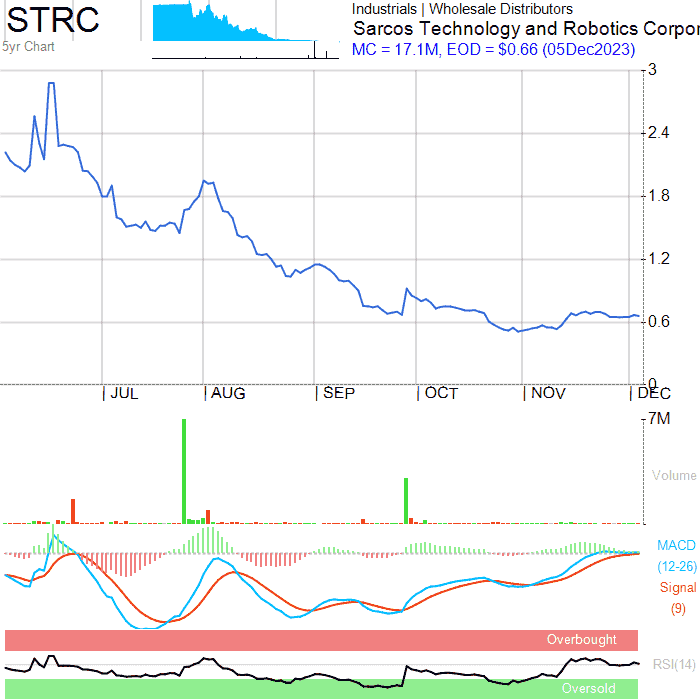 STRC
5yr Chart
Industrials | Wholesale Distributors
Sarcos Technology and Robotics Corpor
MC = 17.1M, EOD = $0.66 (05Dec2023)
3
2.4
1.8
1.2
0.6
0
JUL AUG SEP OCT NOV DEC
7M
Volume
MACD
(12-26)
Signal
(9)
Overbought
RSI(14)
Oversold